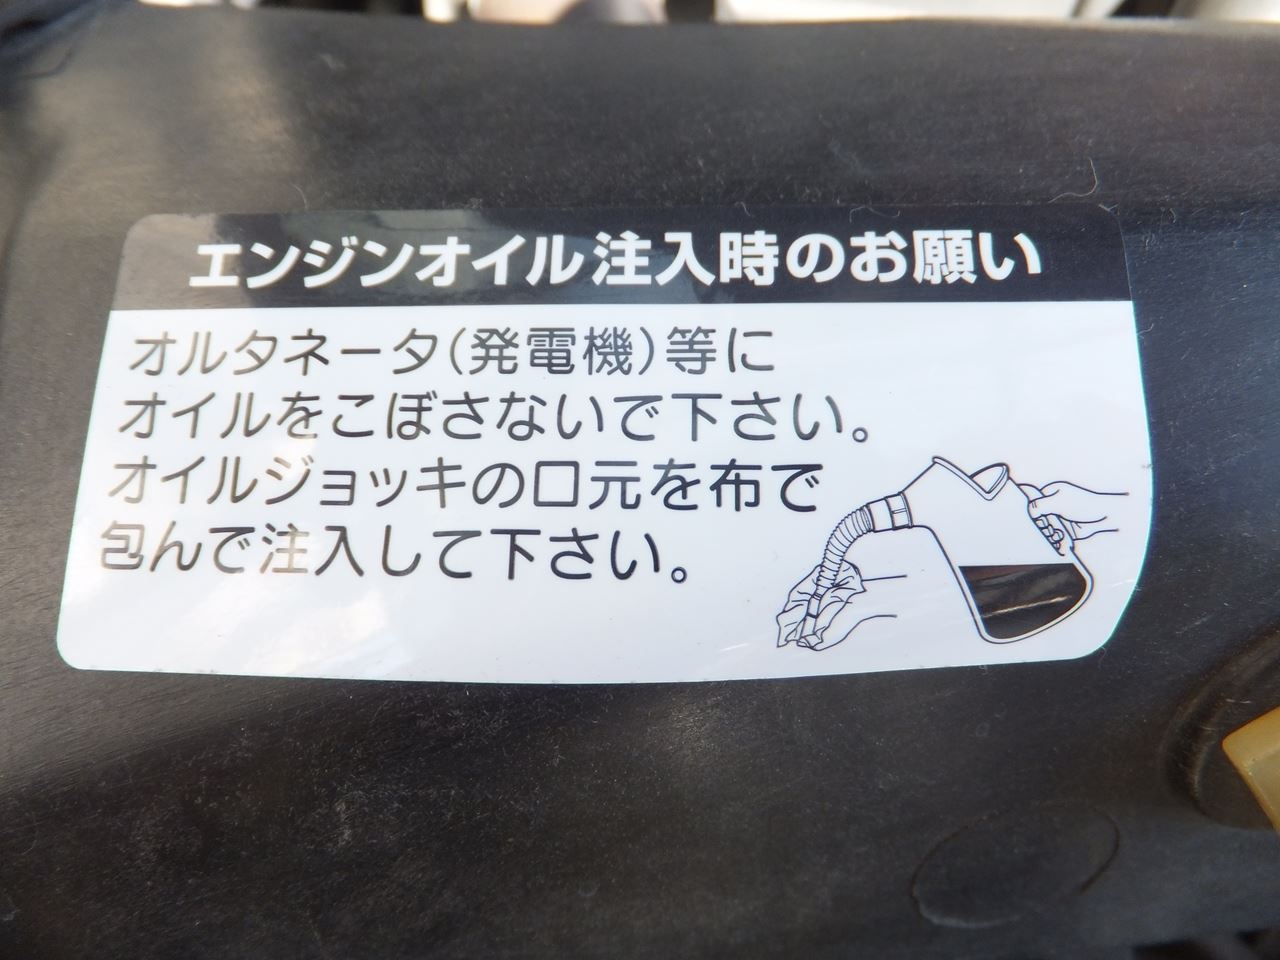 エンジンオイル注入時のお願い
オルタネータ(発電機)等に
オイルをこぼさないで下さい。
オイルジョッキの口元を布で
包んで注入して下さい。